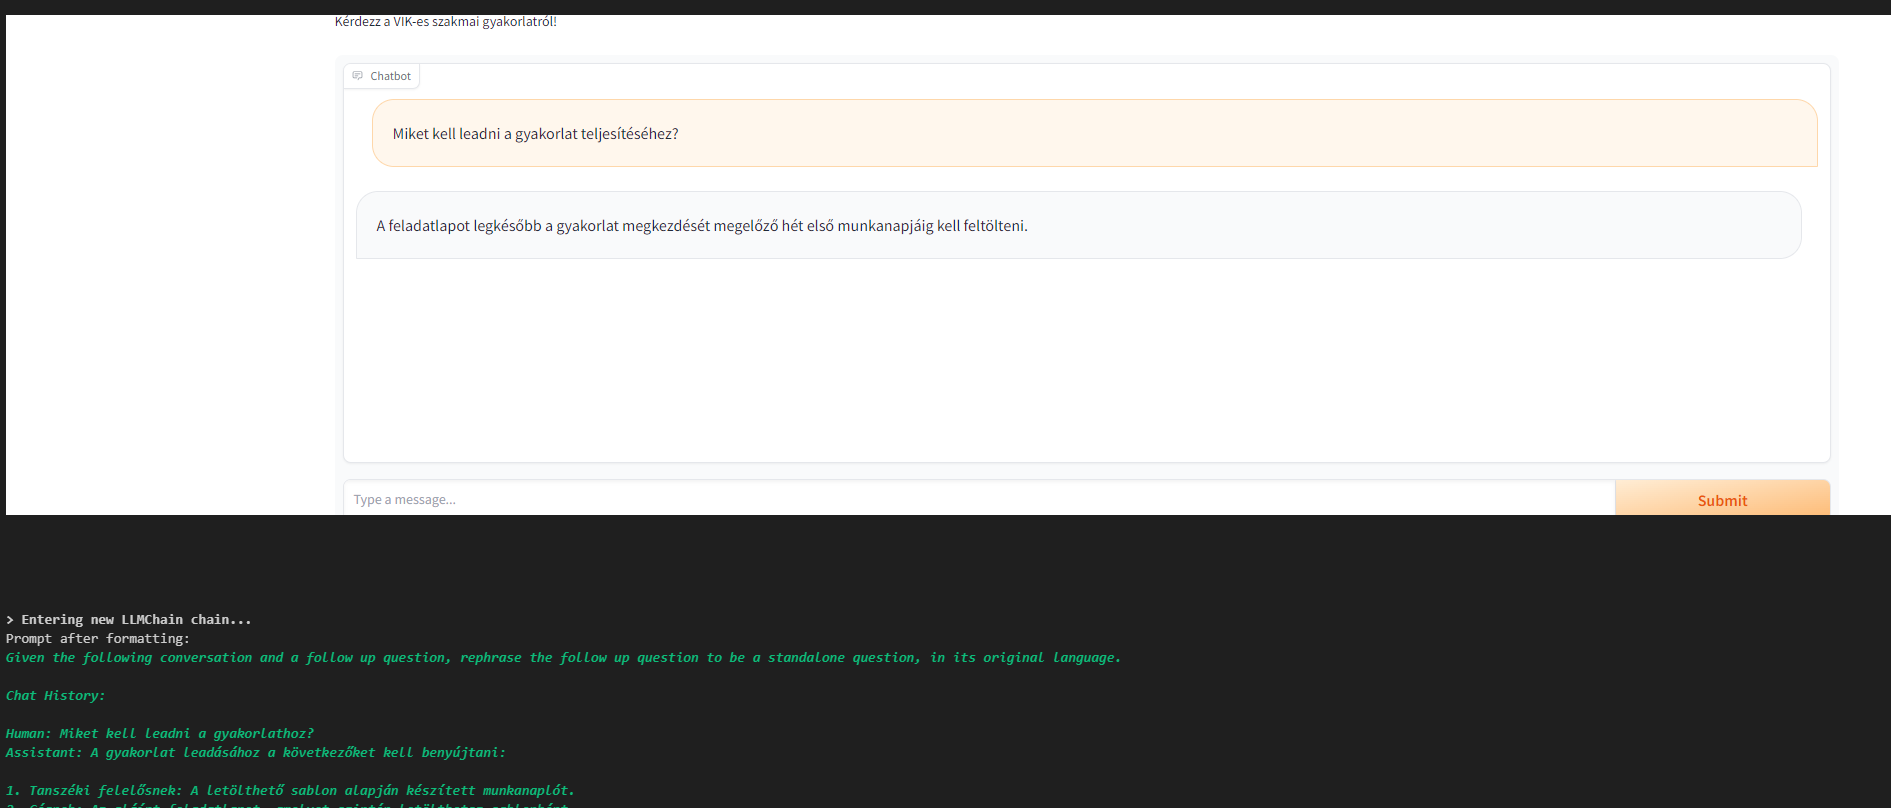 Kérdezz a VIK-es szakmai gyakorlatról!
Chatbot
Miket kell leadni a gyakorlat teljesítéséhez?
A feladatlapot legkésőbb a gyakorlat megkezdését megelőző hét első munkanapjáig kell feltölteni.
Type a message...
Submit
> Entering new LLMChain chain...
Prompt after formatting:
Given the following conversation and a follow up question, rephrase the follow up question to be a standalone question, in its original language.
Chat History:
Human: Miket kell leadni a gyakorlathoz?
Assistant: A gyakorlat leadásához a következőket kell benyújtani:
1. Tanszéki felelősnek: A letölthető sablon alapján készített munkanaplót.